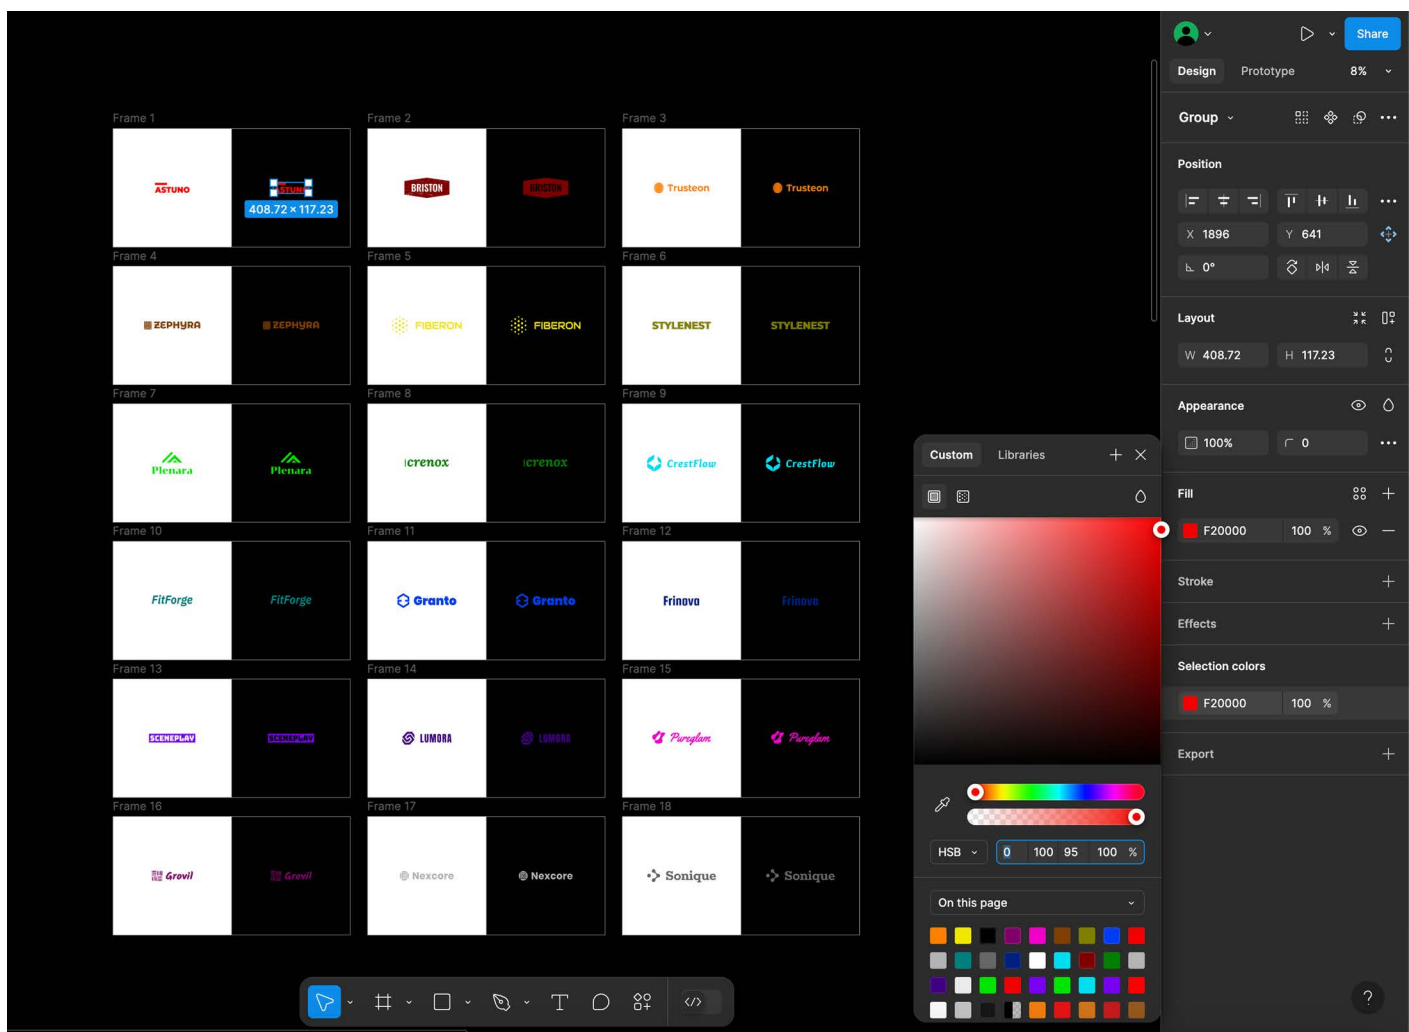 Share
Design Prototype 8%
Group
Position
X 1896 Y 641
0°
Layout
W 408.72 H 117.23
Appearance
100% 0
Fill
F20000 100 %
Stroke
Effects
Selection colors
F20000 100 %
Export
?
Frame 1 Frame 2 Frame 3
ASTUNO BRISTON BRISTON Trusteon Trusteon
408.72 × 117.23
Frame 4 Frame 5 Frame 6
ZEPHYRA ZEPHYRA FIBERON FIBERON STYLENEST STYLENEST
Frame 7 Frame 8 Frame 9
Plenara Plenara crenox crenox CrestFlow CrestFlow
Frame 10 Frame 11 Frame 12
FitForge FitForge Granto Granto Frinova Frinova
Frame 13 Frame 14 Frame 15
SCENEPLAY SCENEPLAY LUMORA LUMORA Pureglam Pureglam
Frame 16 Frame 17 Frame 18
Grovil Grovil Nexcore Nexcore Sonique Sonique
Custom Libraries
HSB 0 100 95 100 %
On this page
T
</>